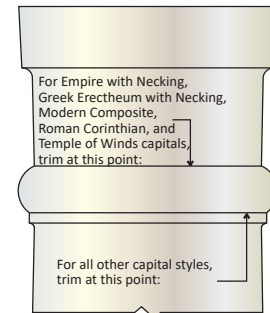 For Empire with Necking,
Greek Erectheum with Necking,
Modern Composite,
Roman Corinthian, and
Temple of Winds capitals,
trim at this point:
For all other capital styles,
trim at this point: